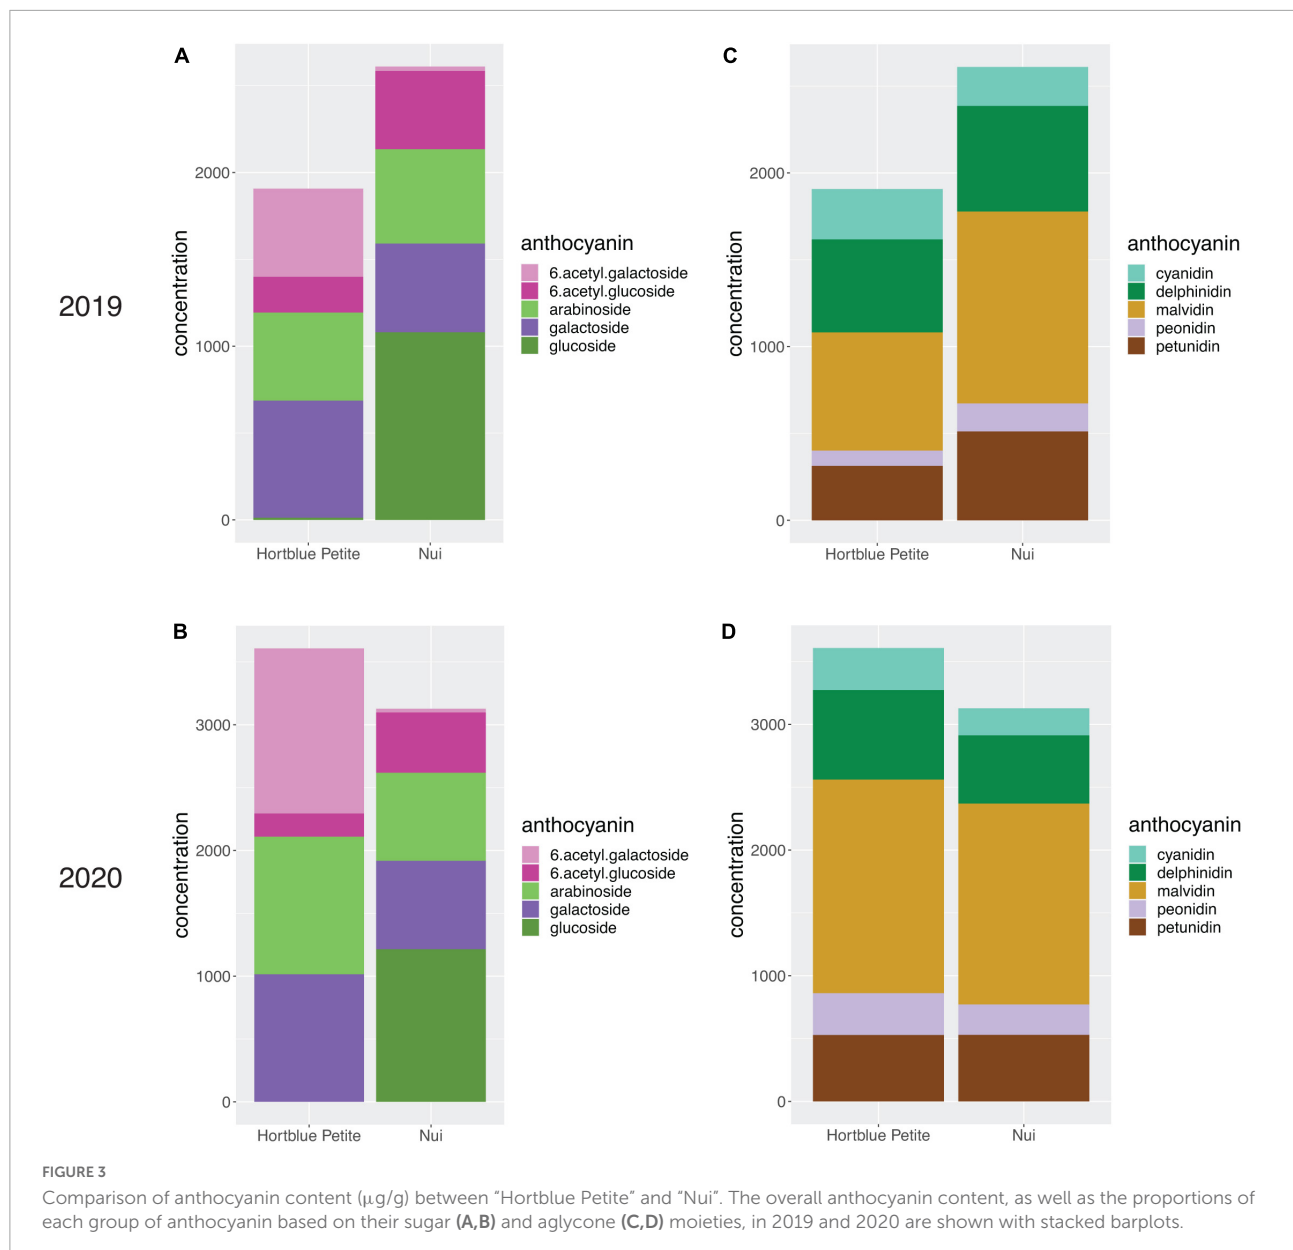 A
2000
1000
0
concentration
Hortblue Petite
Nui
anthocyanin
6.acetyl.galactoside
6.acetyl.glucoside
arabinoside
galactoside
glucoside
C
2000
1000
0
concentration
Hortblue Petite
Nui
anthocyanin
cyanidin
delphinidin
malvidin
peonidin
petunidin
2019
B
3000
2000
1000
0
concentration
Hortblue Petite
Nui
anthocyanin
6.acetyl.galactoside
6.acetyl.glucoside
arabinoside
galactoside
glucoside
D
3000
2000
1000
0
concentration
Hortblue Petite
Nui
anthocyanin
cyanidin
delphinidin
malvidin
peonidin
petunidin
2020
FIGURE 3
Comparison of anthocyanin content (μg/g) between “Hortblue Petite” and “Nui”. The overall anthocyanin content, as well as the proportions of
each group of anthocyanin based on their sugar (A,B) and aglycone (C,D) moieties, in 2019 and 2020 are shown with stacked barplots.